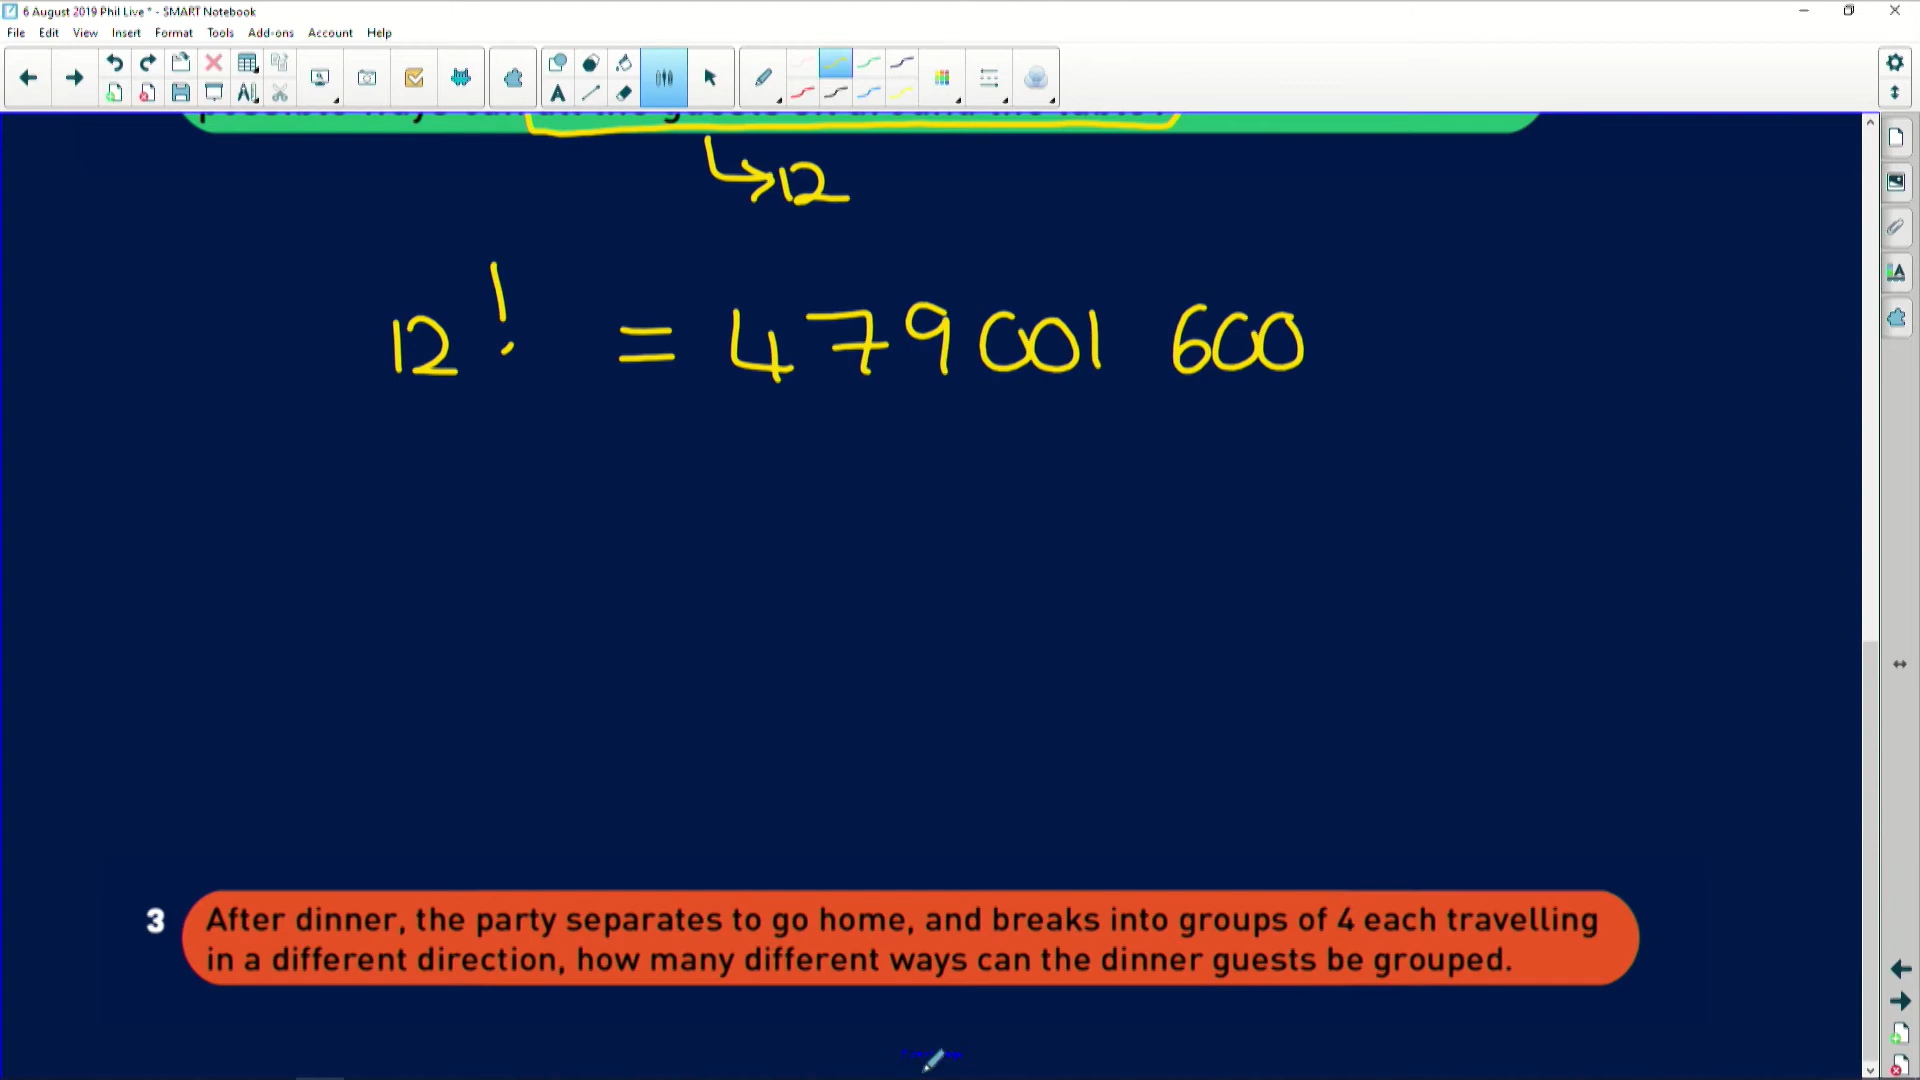 6 August 2019 Phil Live * - SMART Notebook
File Edit View Insert Format Tools Add-ons Account Help
→12
12! = 479001 600
3 After dinner, the party separates to go home, and breaks into groups of 4 each travelling
in a different direction, how many different ways can the dinner guests be grouped.